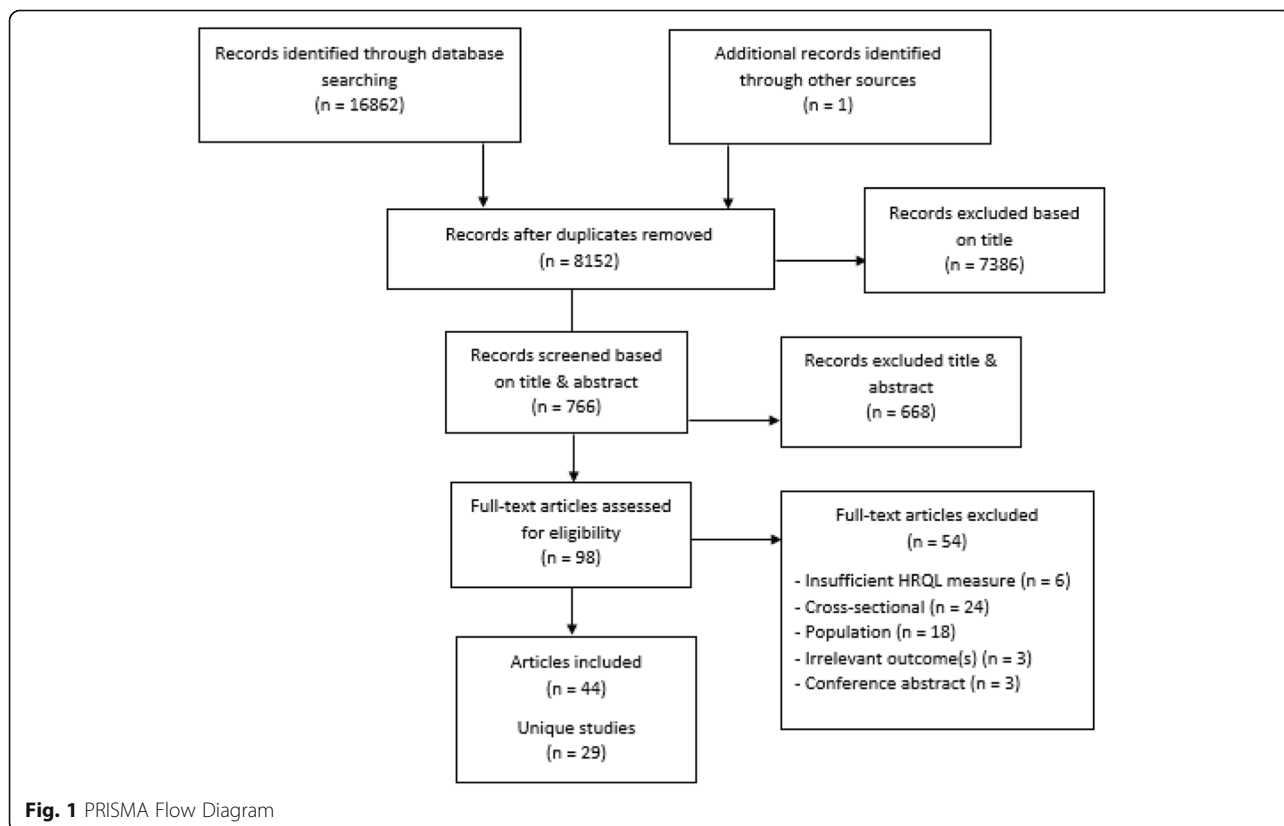 Records identified through database
searching
(n = 16862)
Additional records identified
through other sources
(n = 1)
Records after duplicates removed
(n = 8152)
Records excluded based
on title
(n = 7386)
Records screened based
on title & abstract
(n = 766)
Records excluded title &
abstract
(n = 668)
Full-text articles assessed
for eligibility
(n = 98)
Full-text articles excluded
(n = 54)
- Insufficient HRQL measure (n = 6)
- Cross-sectional (n = 24)
- Population (n = 18)
- Irrelevant outcome(s) (n = 3)
- Conference abstract (n = 3)
Articles included
(n = 44)
Unique studies
(n = 29)
Fig. 1 PRISMA Flow Diagram